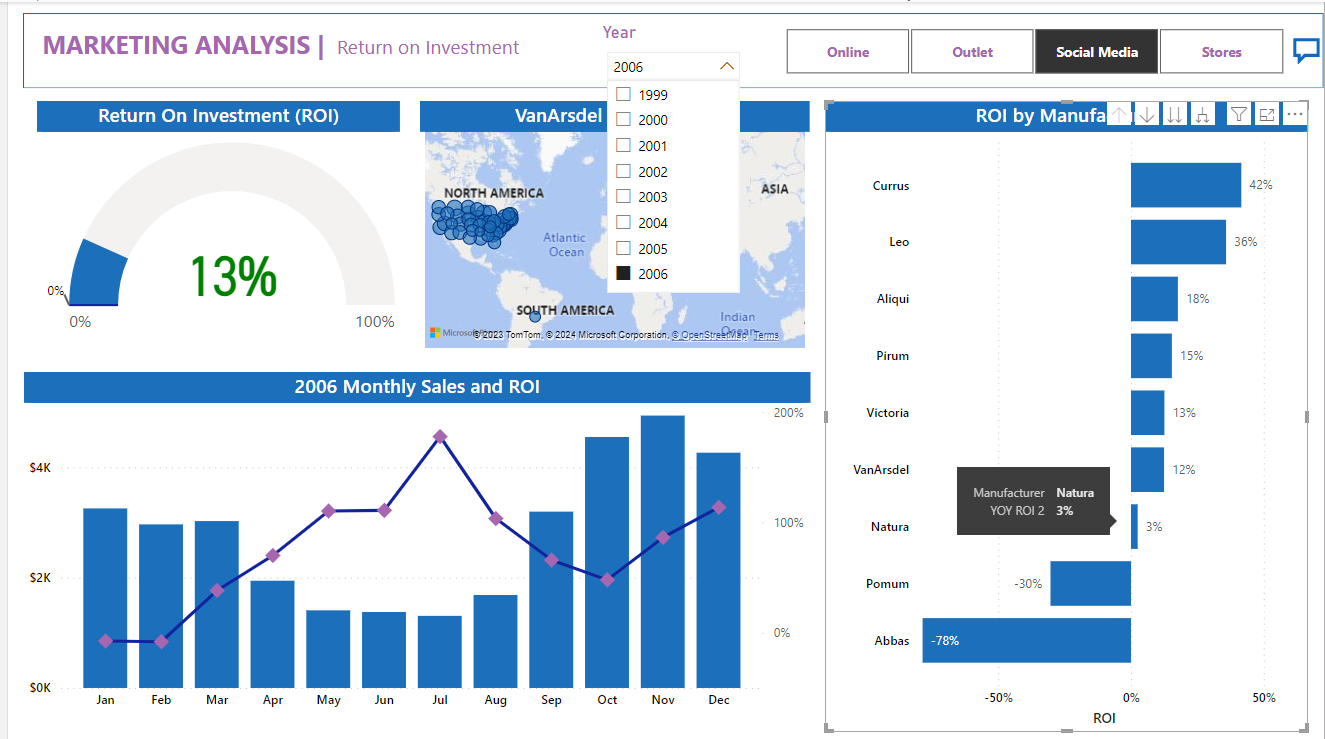 MARKETING ANALYSIS | Return on Investment
Year
2006
Online
Outlet
Social Media
Stores
1999
2000
2001
2002
2003
2004
2005
2006
Return On Investment (ROI)
13%
0%
0%
100%
VanArsdel
NORTH AMERICA
ASIA
Atlantic
Ocean
SOUTH AMERICA
Indian
Ocean
Microsoft
©2023 TomTom, © 2024 Microsoft Corporation, © OpenStreetMap Terms
ROI by Manufa
Currus 42%
Leo 36%
Aliqui 18%
Pirum 15%
Victoria 13%
VanArsdel 12%
Natura 3%
Pomum -30%
Abbas -78%
Manufacturer Natura
YOY ROI 2 3%
-50% 0% 50%
ROI
2006 Monthly Sales and ROI
200%
$4K
100%
$2K
0%
$0K
Jan Feb Mar Apr May Jun Jul Aug Sep Oct Nov Dec